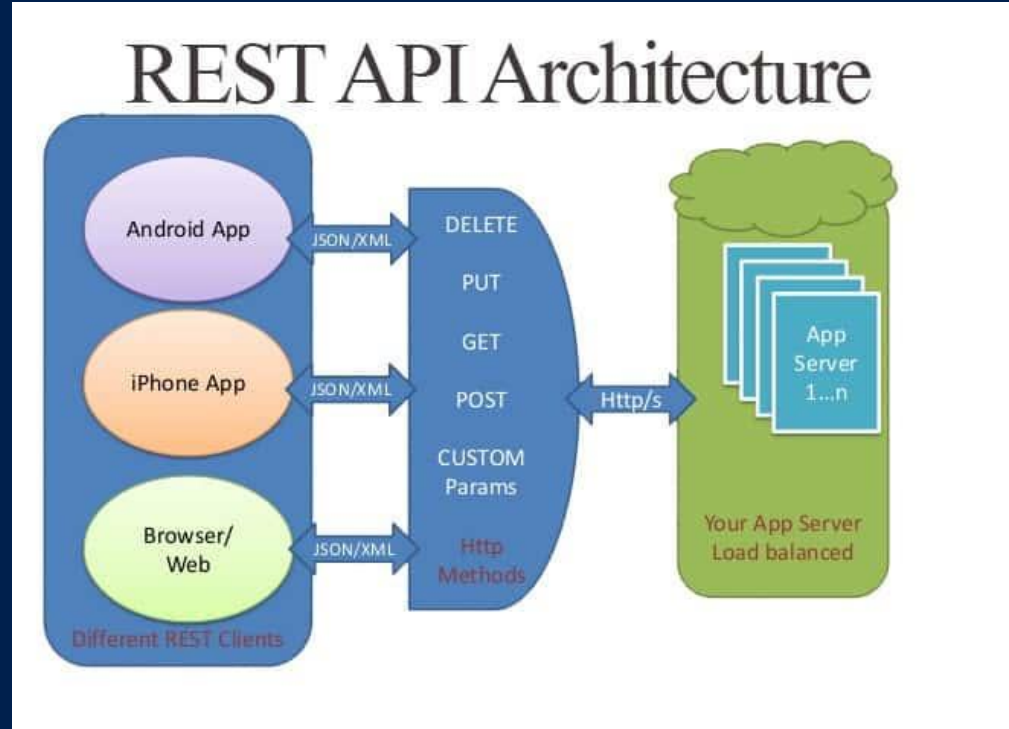 REST API Architecture
Android App
JSON/XML
iPhone App
JSON/XML
Browser/
Web
JSON/XML
Different REST Clients
DELETE
PUT
GET
POST
CUSTOM
Params
Http
Methods
Http/s
App
Server
1...n
Your App Server
Load balanced